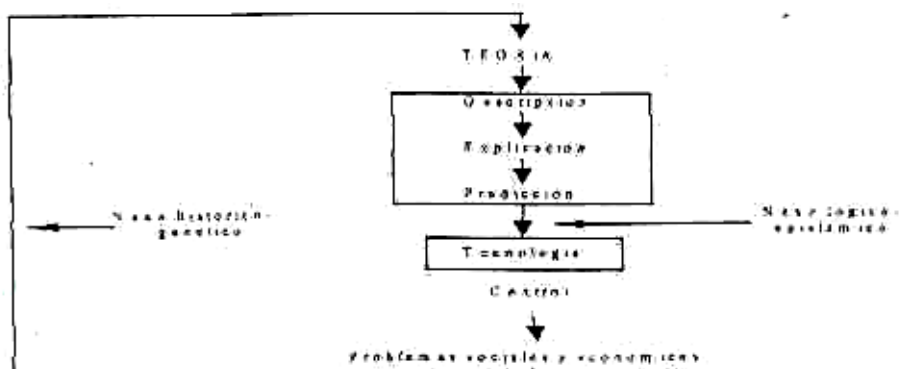 TEORIA
Descripción
Explicación
Predicción
Nexo histórico-
genético
Nexo lógico-
epistémico
Tecnología
Control
Problemas sociales y económicos